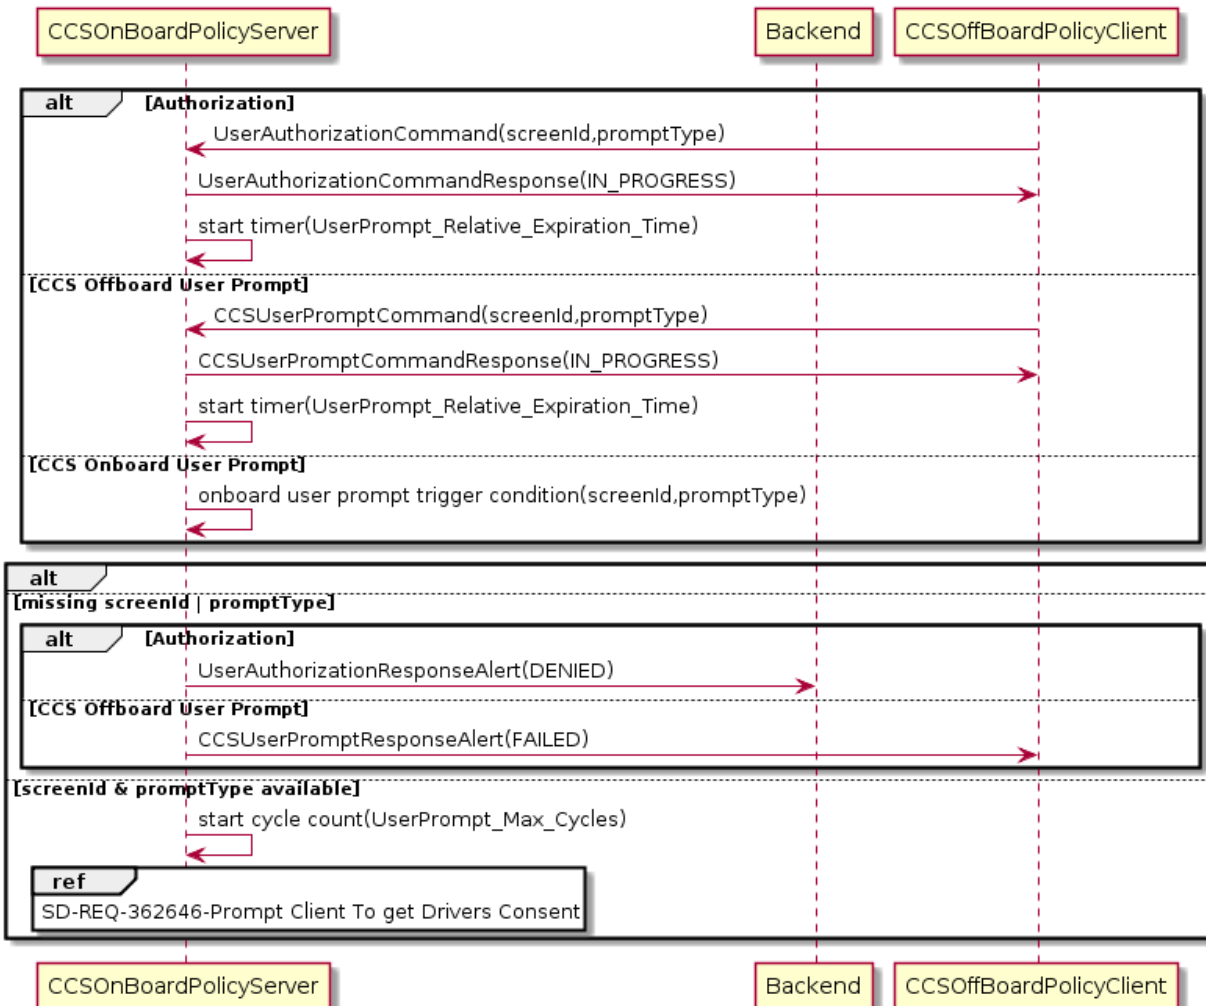 CCSOnBoardPolicyServer Backend CCSOffBoardPolicyClient
alt [Authorization]
UserAuthorizationCommand(screenId,promptType)
UserAuthorizationCommandResponse(IN_PROGRESS)
start timer(UserPrompt_Relative_Expiration_Time)
[CCS Offboard User Prompt]
CCSUserPromptCommand(screenId,promptType)
CCSUserPromptCommandResponse(IN_PROGRESS)
start timer(UserPrompt_Relative_Expiration_Time)
[CCS Onboard User Prompt]
onboard user prompt trigger condition(screenId,promptType)
alt
[missing screenId | promptType]
alt [Authorization]
UserAuthorizationResponseAlert(DENIED)
[CCS Offboard User Prompt]
CCSUserPromptResponseAlert(FAILED)
[screenId & promptType available]
start cycle count(UserPrompt_Max_Cycles)
ref
SD-REQ-362646-Prompt Client To get Drivers Consent
CCSOnBoardPolicyServer Backend CCSOffBoardPolicyClient